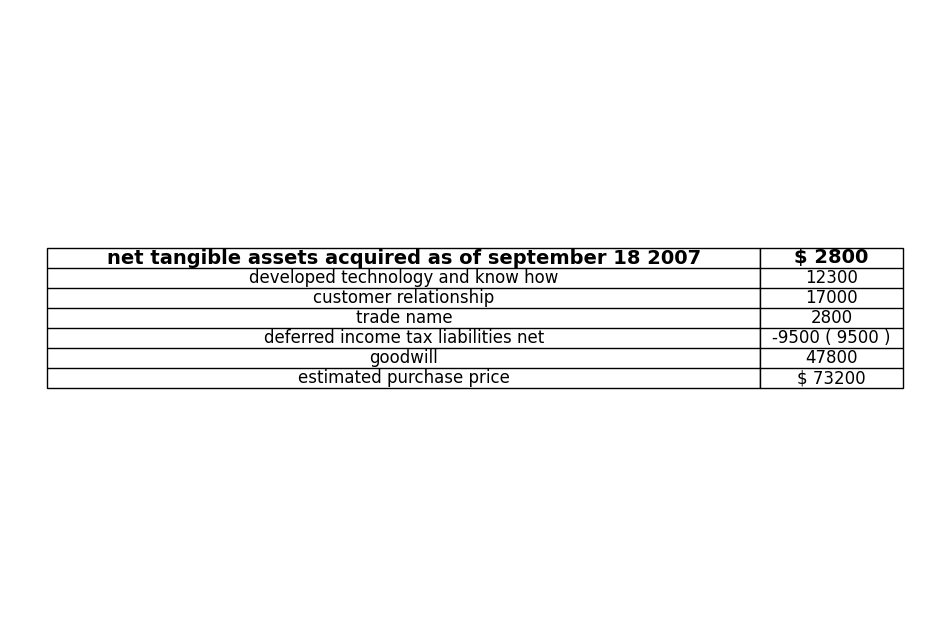 net tangible assets acquired as of september 18 2007 $ 2800
developed technology and know how 12300
customer relationship 17000
trade name 2800
deferred income tax liabilities net -9500 ( 9500 )
goodwill 47800
estimated purchase price $ 73200